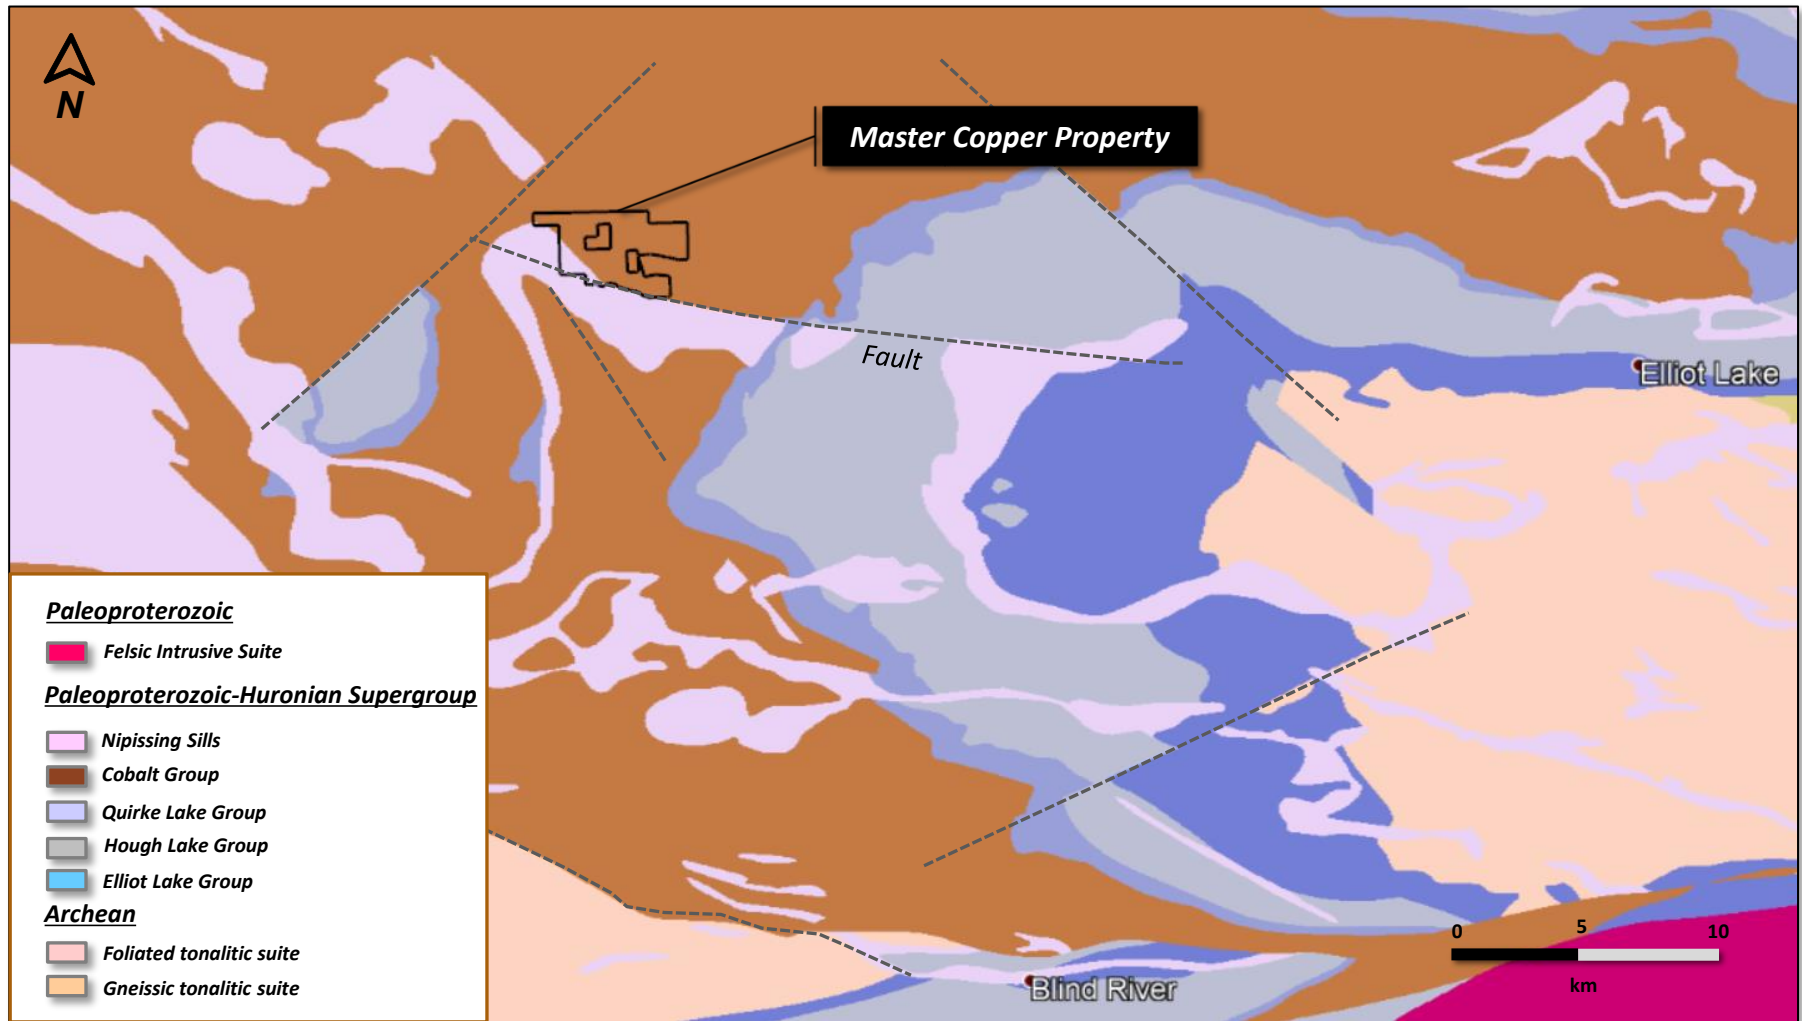 N
Master Copper Property
Fault
Elliot Lake
Paleoproterozoic
Felsic Intrusive Suite
Paleoproterozoic-Huronian Supergroup
Nipissing Sills
Cobalt Group
Quirke Lake Group
Hough Lake Group
Elliot Lake Group
Archean
Foliated tonalitic suite
Gneissic tonalitic suite
0 5 10
km
Blind River